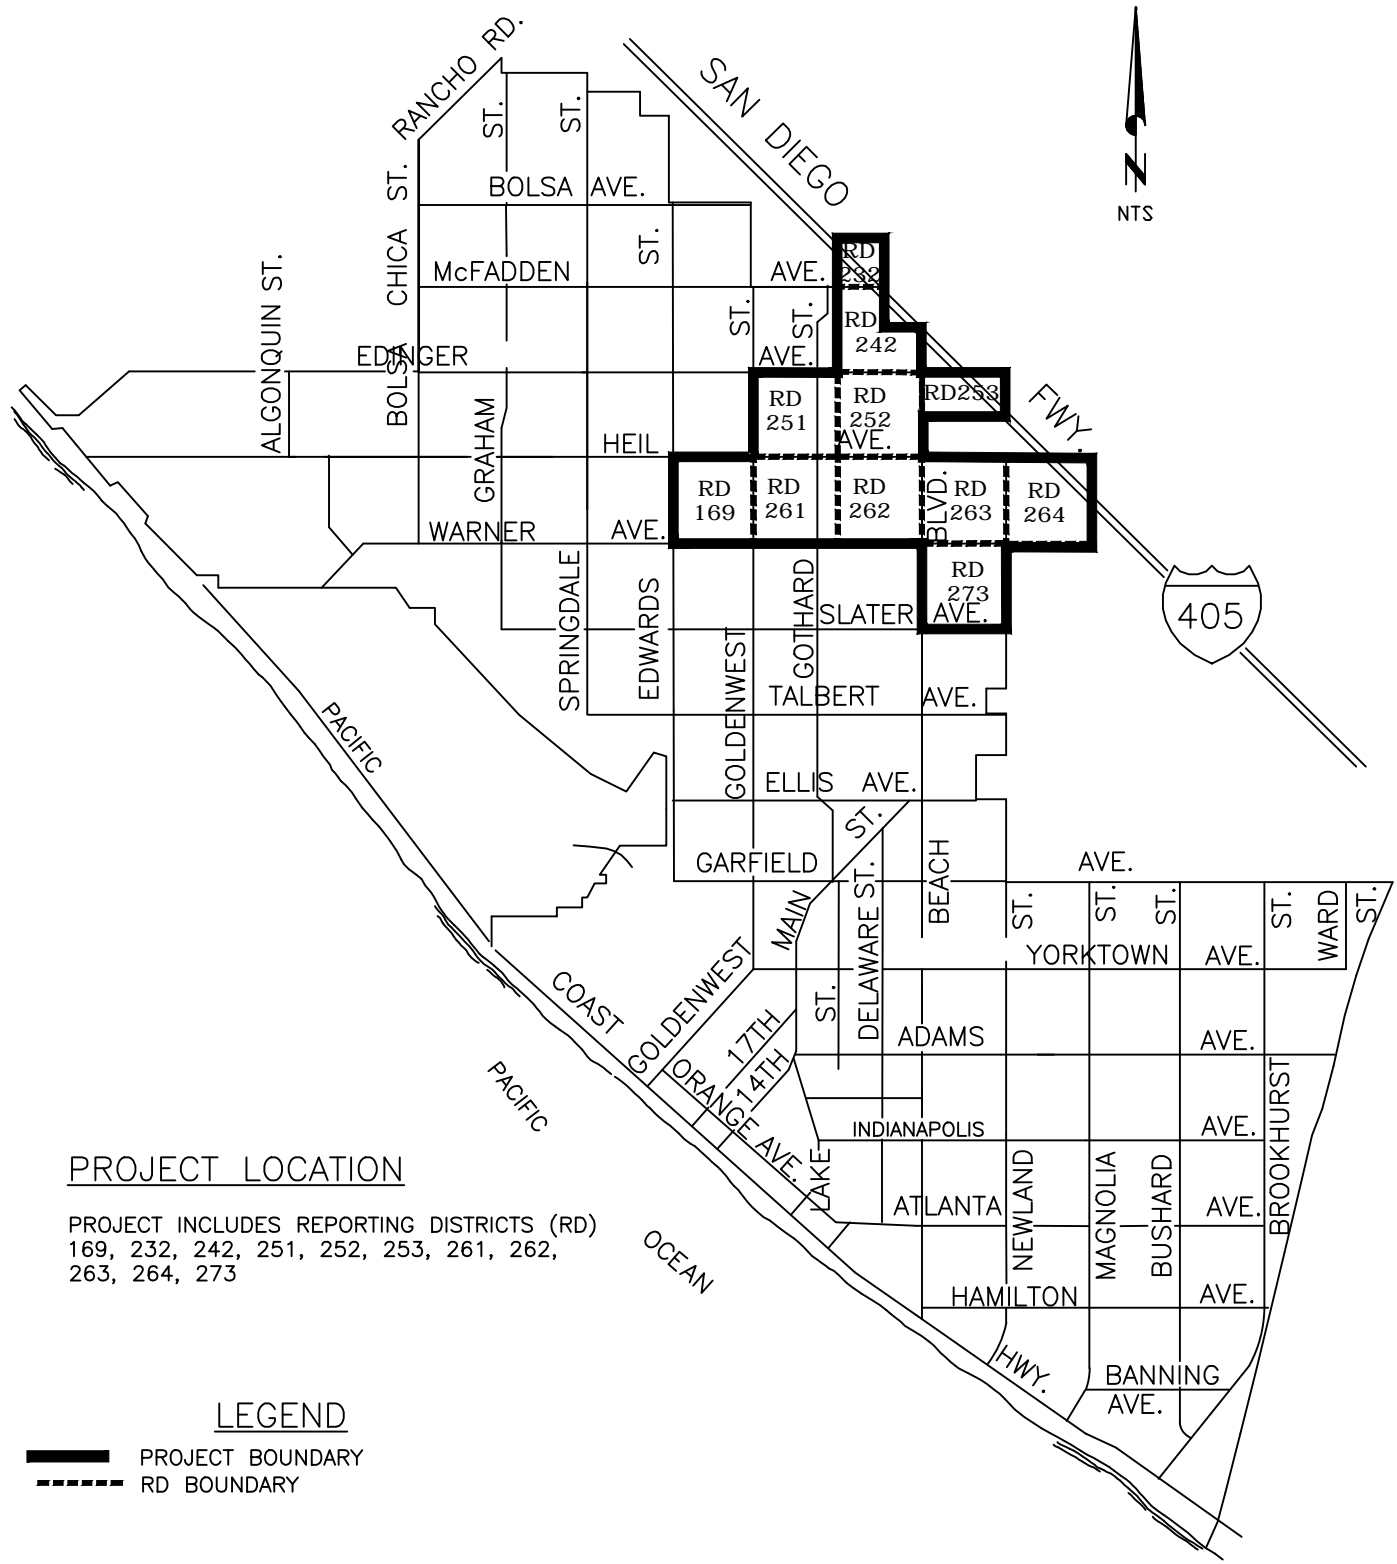 RANCHO RD.
SAN DIEGO
FWY.
N
NTS
ST.
ST.
BOLSA AVE.
BOLSA CHICA ST.
ST.
ALGONQUIN ST.
McFADDEN AVE.
ST.
ST.
EDINGER AVE.
RD
232
RD
242
RD
251
RD
252
RD253
GRAHAM
HEIL AVE.
RD
169
RD
261
RD
262
BLVD.
RD
263
RD
264
WARNER AVE.
RD
273
405
SPRINGDALE
EDWARDS
GOLDENWEST
GOTHARD
SLATER AVE.
TALBERT AVE.
PACIFIC
ELLIS AVE.
ST.
GARFIELD AVE.
MAIN
DELAWARE ST.
BEACH
ST.
ST.
ST.
ST.
WARD
ST.
YORKTOWN AVE.
COAST
GOLDENWEST
17TH
14TH
ST.
ADAMS AVE.
ORANGE AVE.
PACIFIC
INDIANAPOLIS AVE.
BROOKHURST
LAKE
NEWLAND
MAGNOLIA
BUSHARD
ATLANTA AVE.
OCEAN
HAMILTON AVE.
HWY.
BANNING
AVE.
PROJECT LOCATION
PROJECT INCLUDES REPORTING DISTRICTS (RD)
169, 232, 242, 251, 252, 253, 261, 262,
263, 264, 273
LEGEND
PROJECT BOUNDARY
RD BOUNDARY